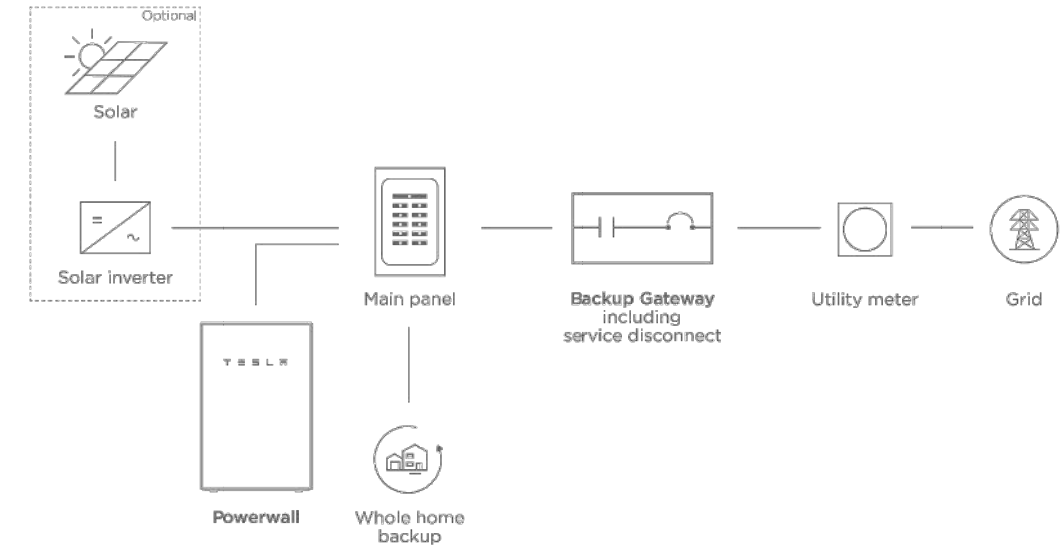 Optional
Solar
Solar inverter
Main panel
Backup Gateway
including
service disconnect
Utility meter
Grid
TESLA
Powerwall
Whole home
backup